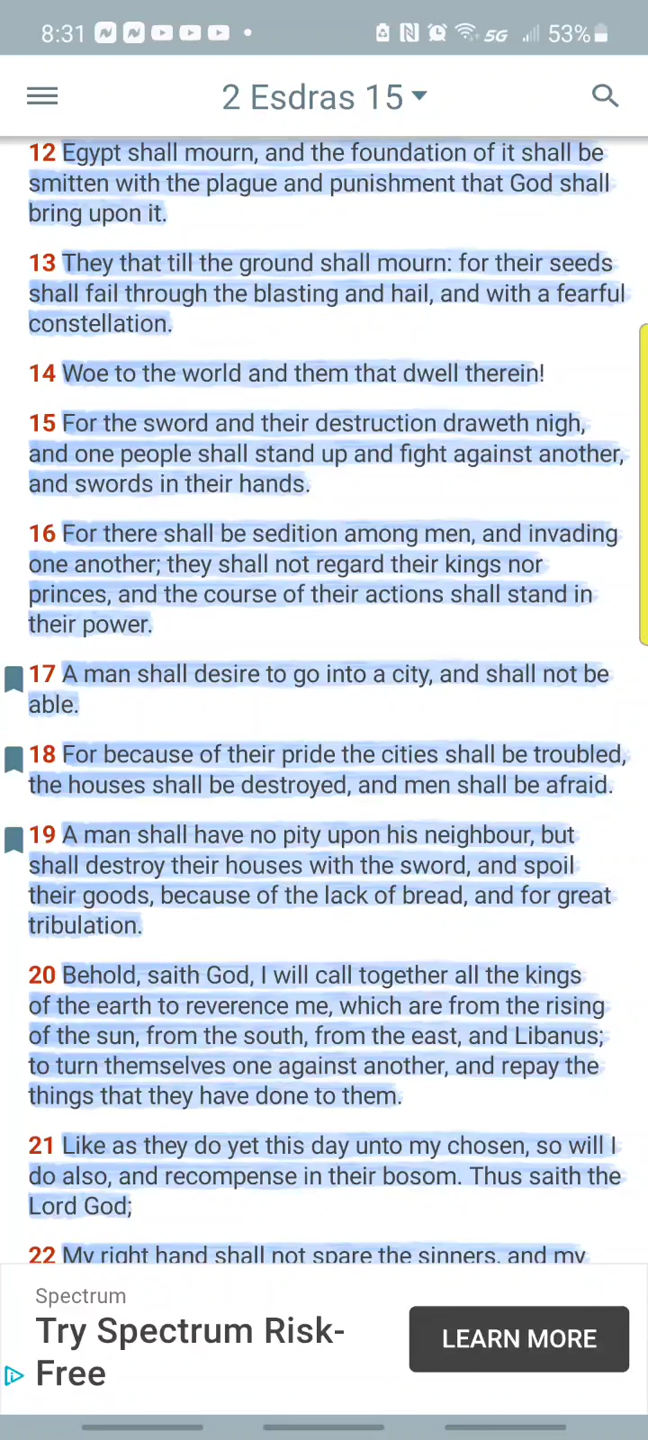 8:31 5G 53%
2 Esdras 15
12 Egypt shall mourn, and the foundation of it shall be
smitten with the plague and punishment that God shall
bring upon it.
13 They that till the ground shall mourn: for their seeds
shall fail through the blasting and hail, and with a fearful
constellation.
14 Woe to the world and them that dwell therein!
15 For the sword and their destruction draweth nigh,
and one people shall stand up and fight against another,
and swords in their hands.
16 For there shall be sedition among men, and invading
one another; they shall not regard their kings nor
princes, and the course of their actions shall stand in
their power.
17 A man shall desire to go into a city, and shall not be
able.
18 For because of their pride the cities shall be troubled,
the houses shall be destroyed, and men shall be afraid.
19 A man shall have no pity upon his neighbour, but
shall destroy their houses with the sword, and spoil
their goods, because of the lack of bread, and for great
tribulation.
20 Behold, saith God, I will call together all the kings
of the earth to reverence me, which are from the rising
of the sun, from the south, from the east, and Libanus;
to turn themselves one against another, and repay the
things that they have done to them.
21 Like as they do yet this day unto my chosen, so will I
do also, and recompense in their bosom. Thus saith the
Lord God;
22 My right hand shall not spare the sinners, and my
Spectrum
Try Spectrum Risk-
Free
LEARN MORE